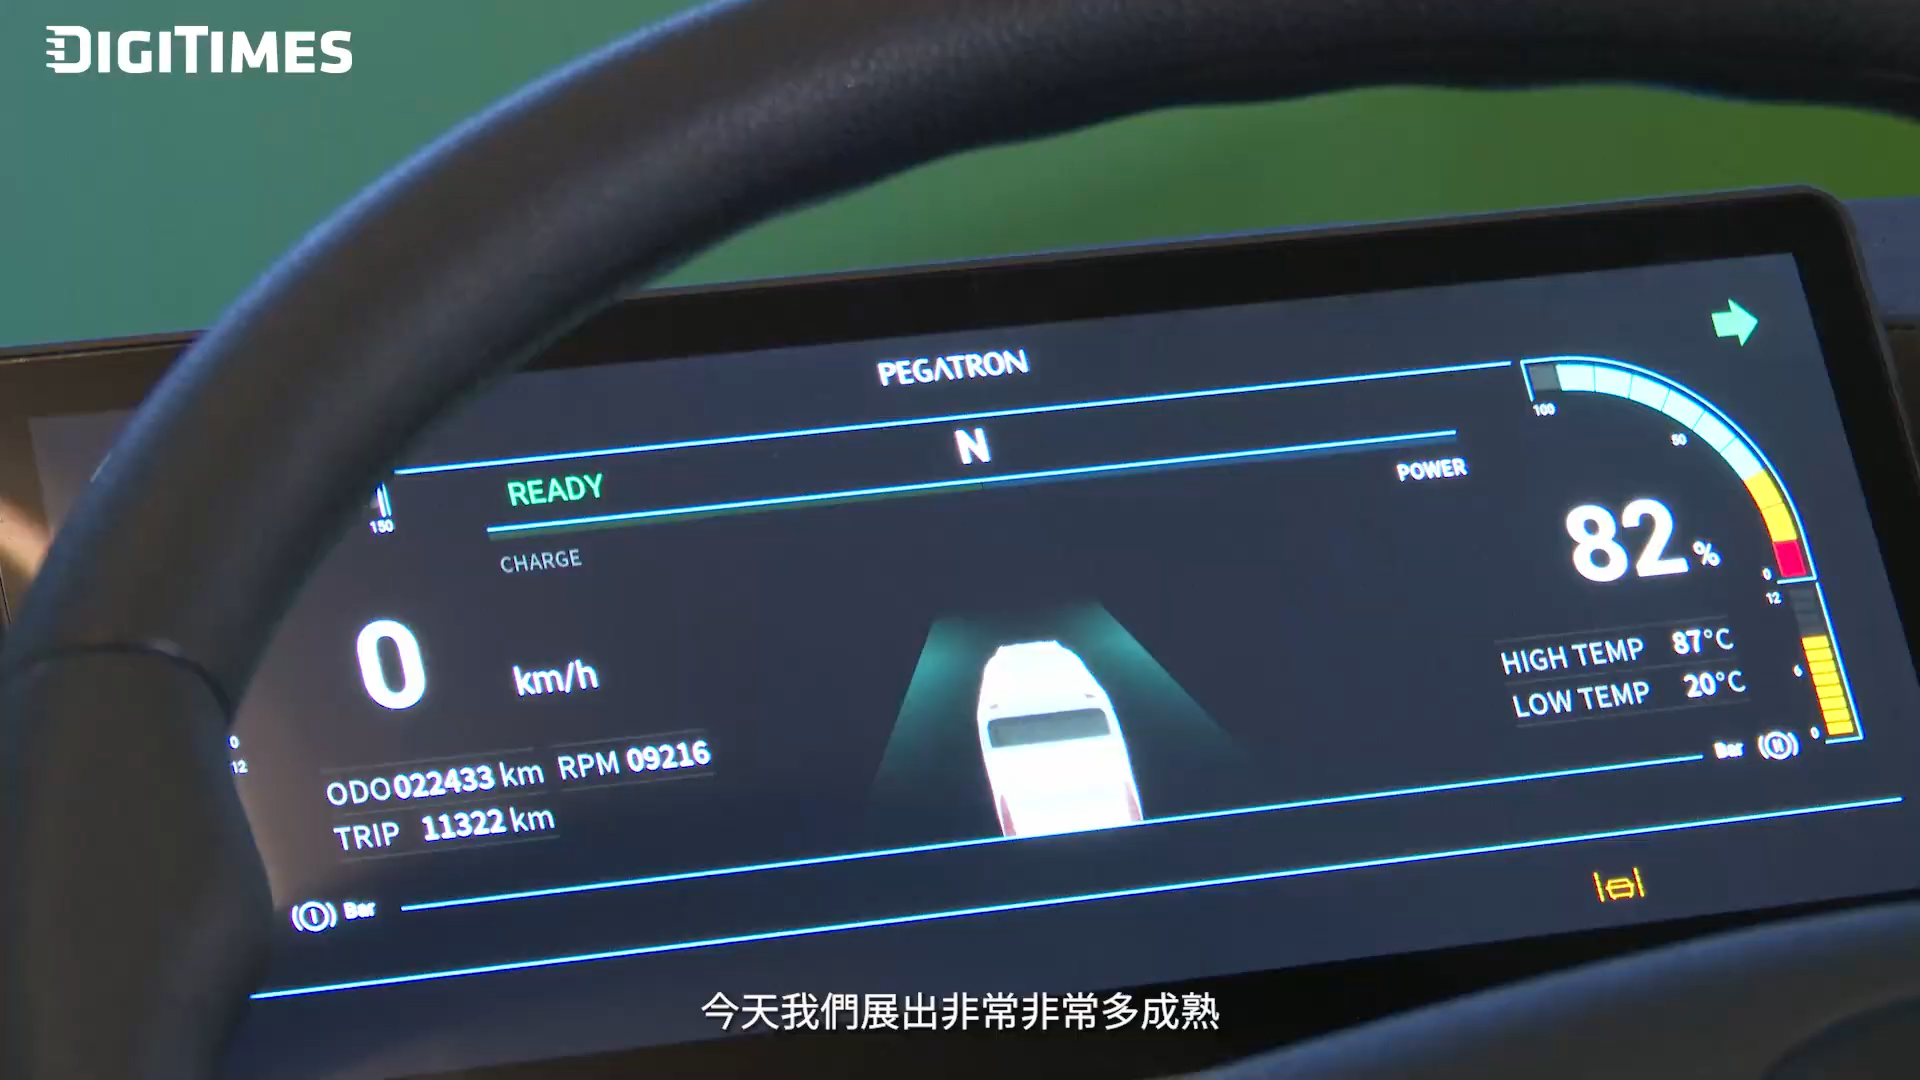 DIGITIMES
PEGATRON
N
READY
POWER
CHARGE
150
100
50
0
12
6
0
82 %
0 km/h
HIGH TEMP 87°C
LOW TEMP 20°C
ODO 022433 km RPM 09216
TRIP 11322 km
0
12
Bar
Bar
今天我們展出非常非常多成熟